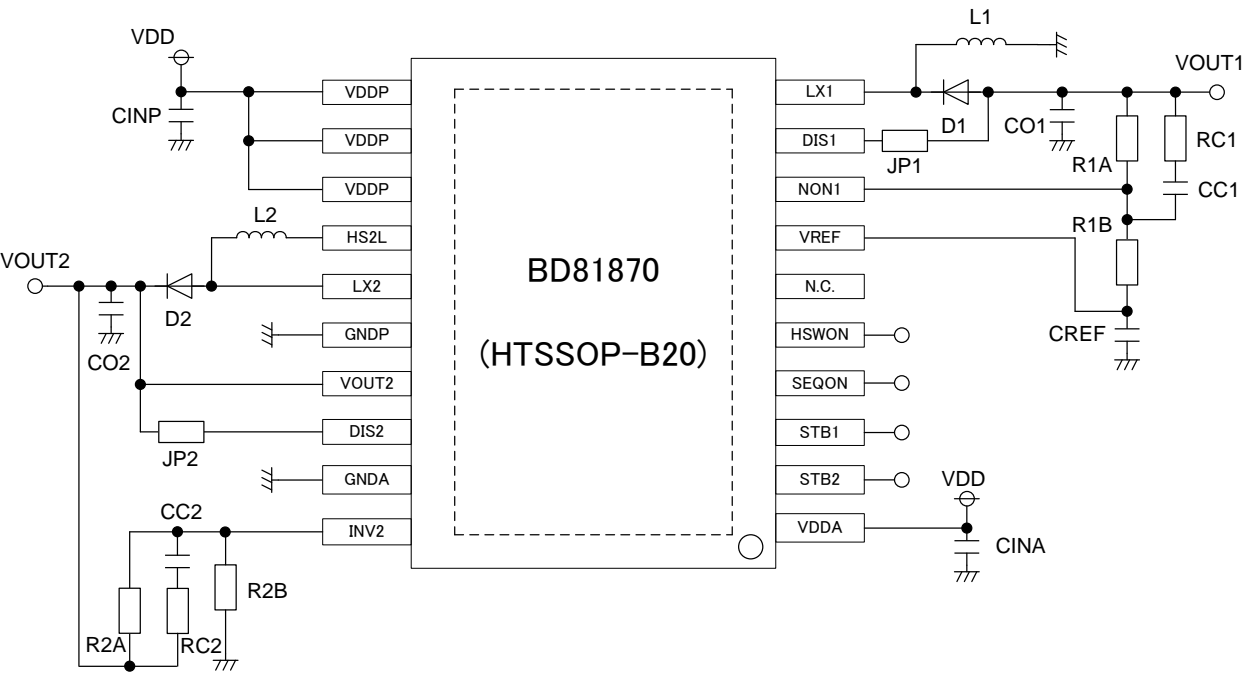 L1
VDD
VOUT1
VDDP
LX1
CINP
D1
CO1
RC1
VDDP
DIS1
JP1
R1A
VDDP
NON1
CC1
L2
R1B
HS2L
VREF
VOUT2
BD81870
LX2
N.C.
D2
CREF
GNDP
HSWON
CO2
(HTSSOP-B20)
VOUT2
SEQON
DIS2
STB1
JP2
GNDA
STB2
VDD
CC2
INV2
VDDA
CINA
R2B
R2A
RC2